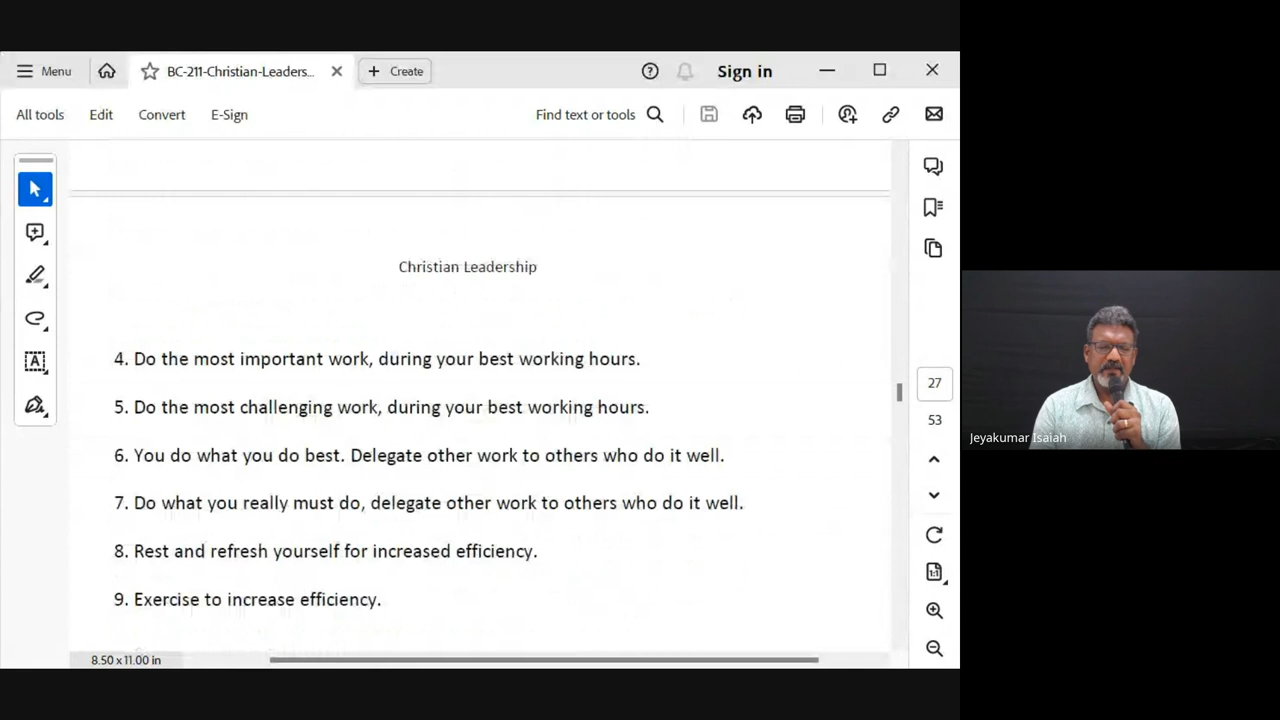 Menu
BC-211-Christian-Leaders...
Create
Sign in
All tools
Edit
Convert
E-Sign
Find text or tools
Christian Leadership
4. Do the most important work, during your best working hours.
5. Do the most challenging work, during your best working hours.
6. You do what you do best. Delegate other work to others who do it well.
7. Do what you really must do, delegate other work to others who do it well.
8. Rest and refresh yourself for increased efficiency.
9. Exercise to increase efficiency.
27
53
1:1
8.50 x 11.00 in
Jeyakumar Isaiah